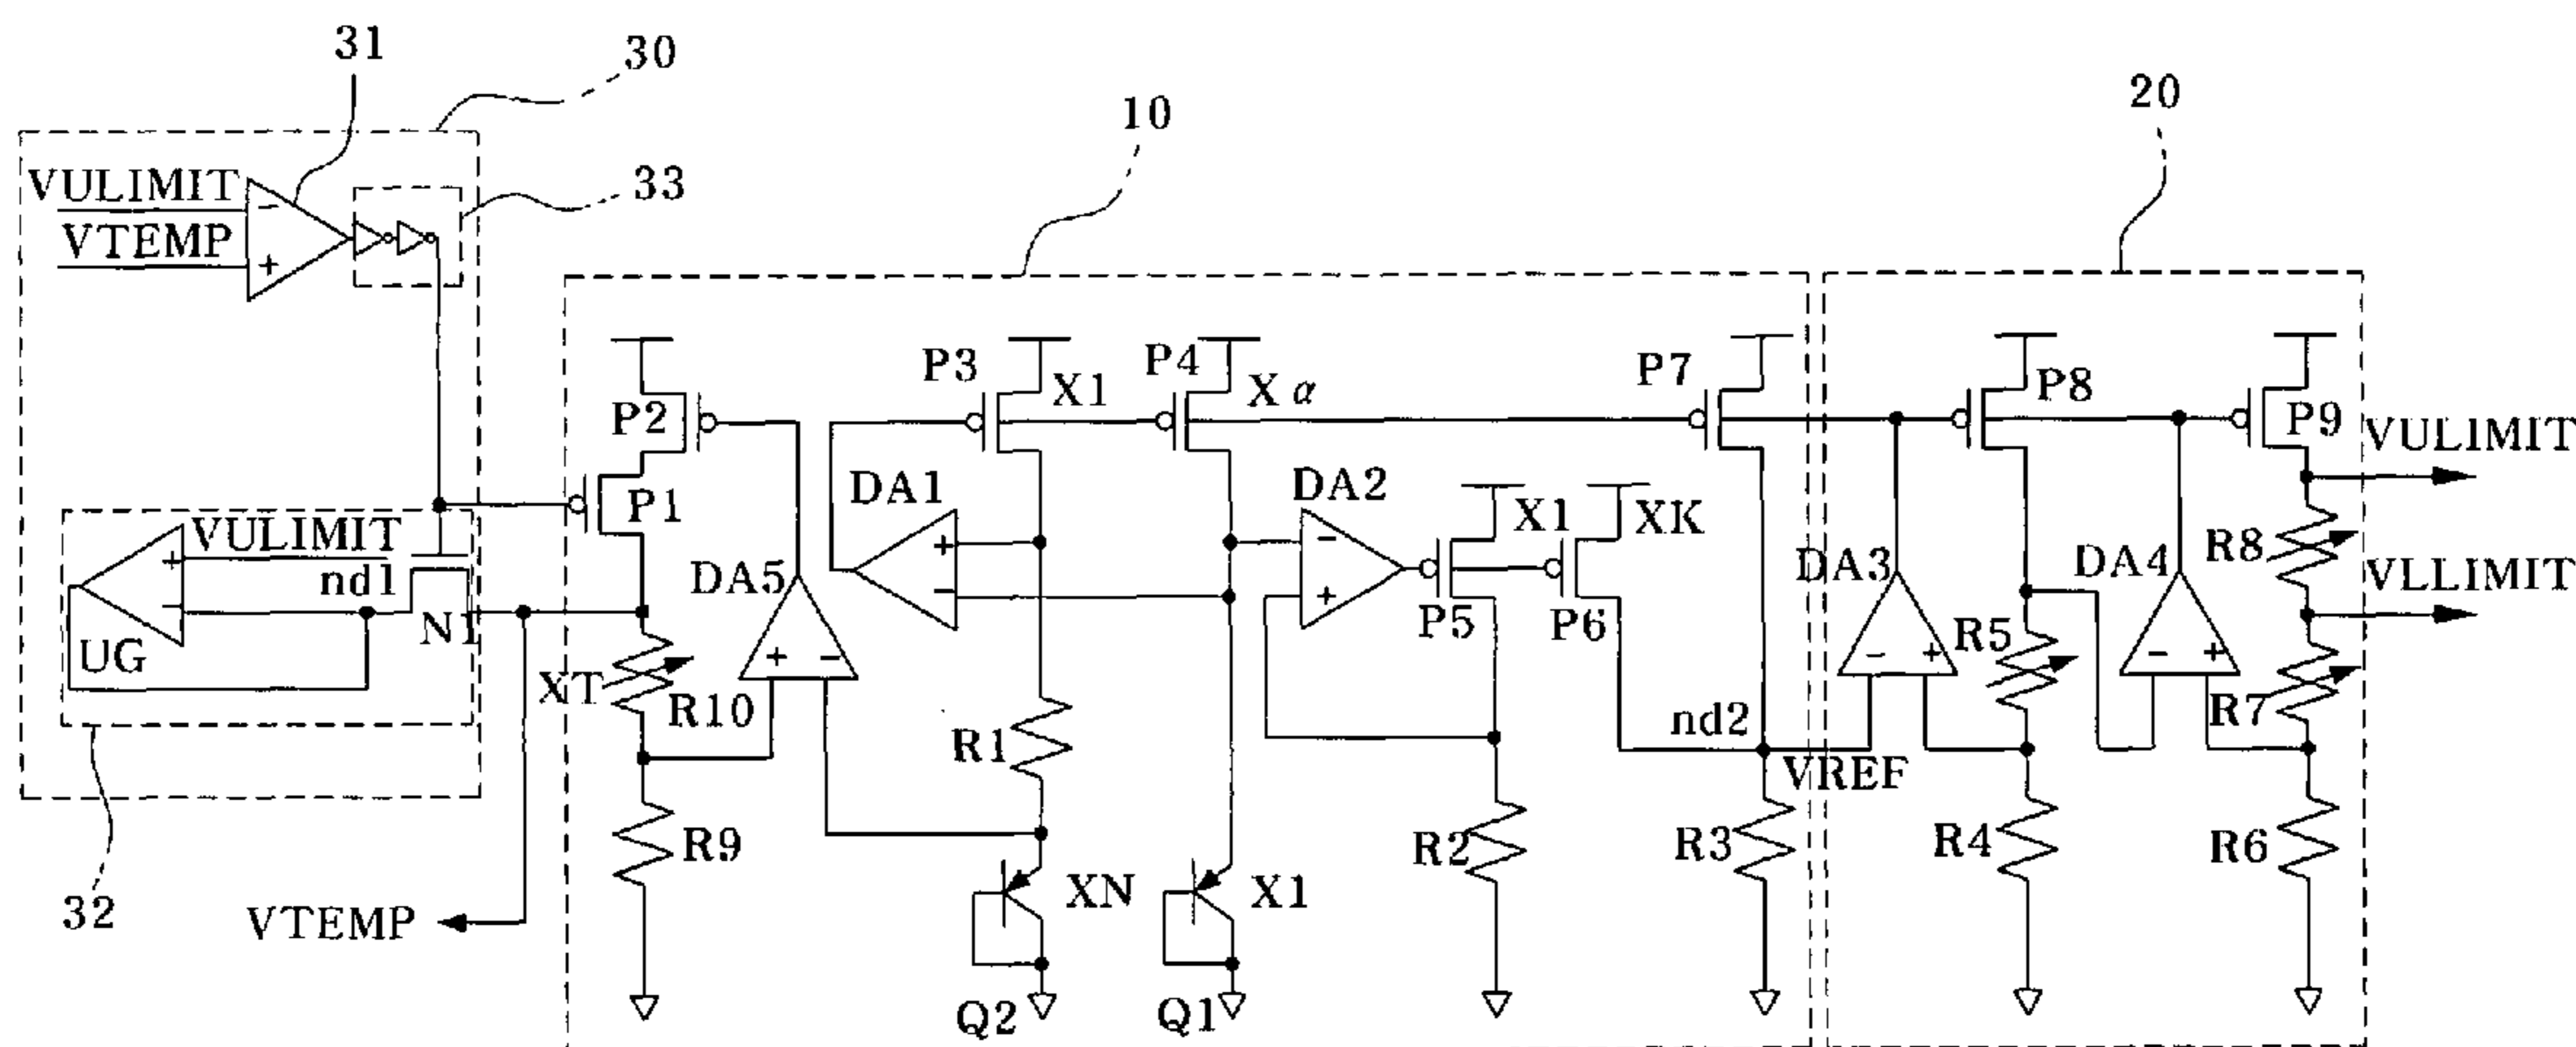 31
30
10
20
33
VULIMIT
-
VTEMP
+
P3
X1
P4
Xα
P7
P8
P9
VULIMIT
P2
P1
DA1
+
-
DA2
-
+
X1
XK
P5
P6
DA3
-
+
R5
DA4
-
+
R8
VLLIMIT
VULIMIT
+
nd1
-
N1
UG
DA5
+ -
XT
R10
R1
nd2
VREF
R7
R9
R2
R3
R4
R6
32
VTEMP
XN
X1
Q2
Q1